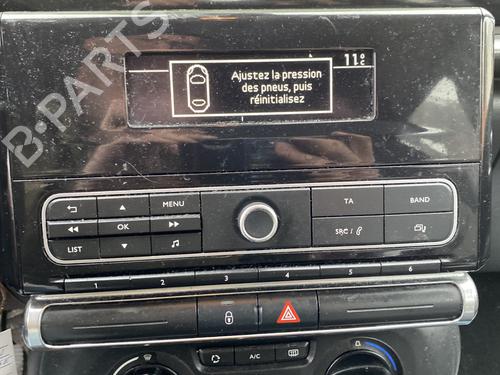 Ajustez la pression
des pneus, puis
réinitialisez
11°C
MENU
OK
LIST
TA
BAND
SRC /
1 2 3 4 5 6
A/C
B-PARTS